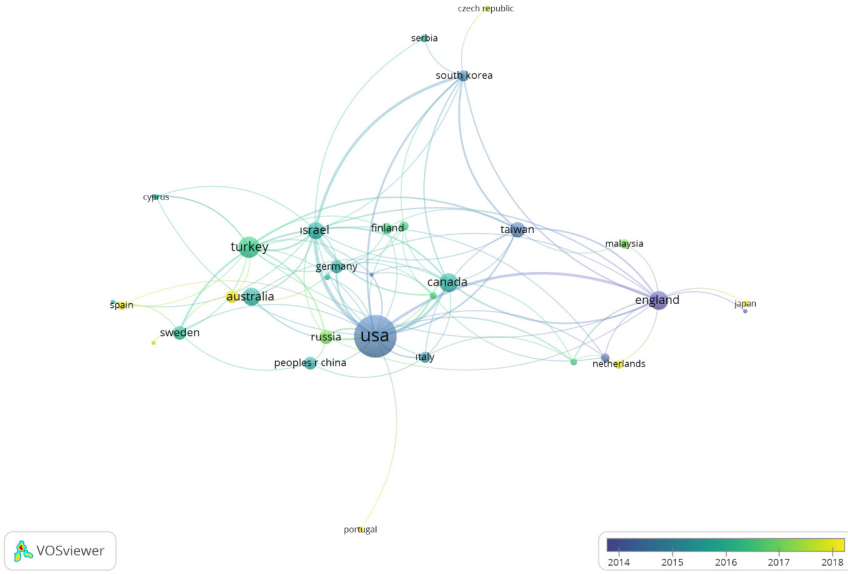 czech republic
serbia
south korea
cyprus
turkey
israel
finland
taiwan
malaysia
germany
canada
spain
australia
england
japan
sweden
russia
usa
peoples r china
italy
netherlands
portugal
VOSviewer
2014 2015 2016 2017 2018